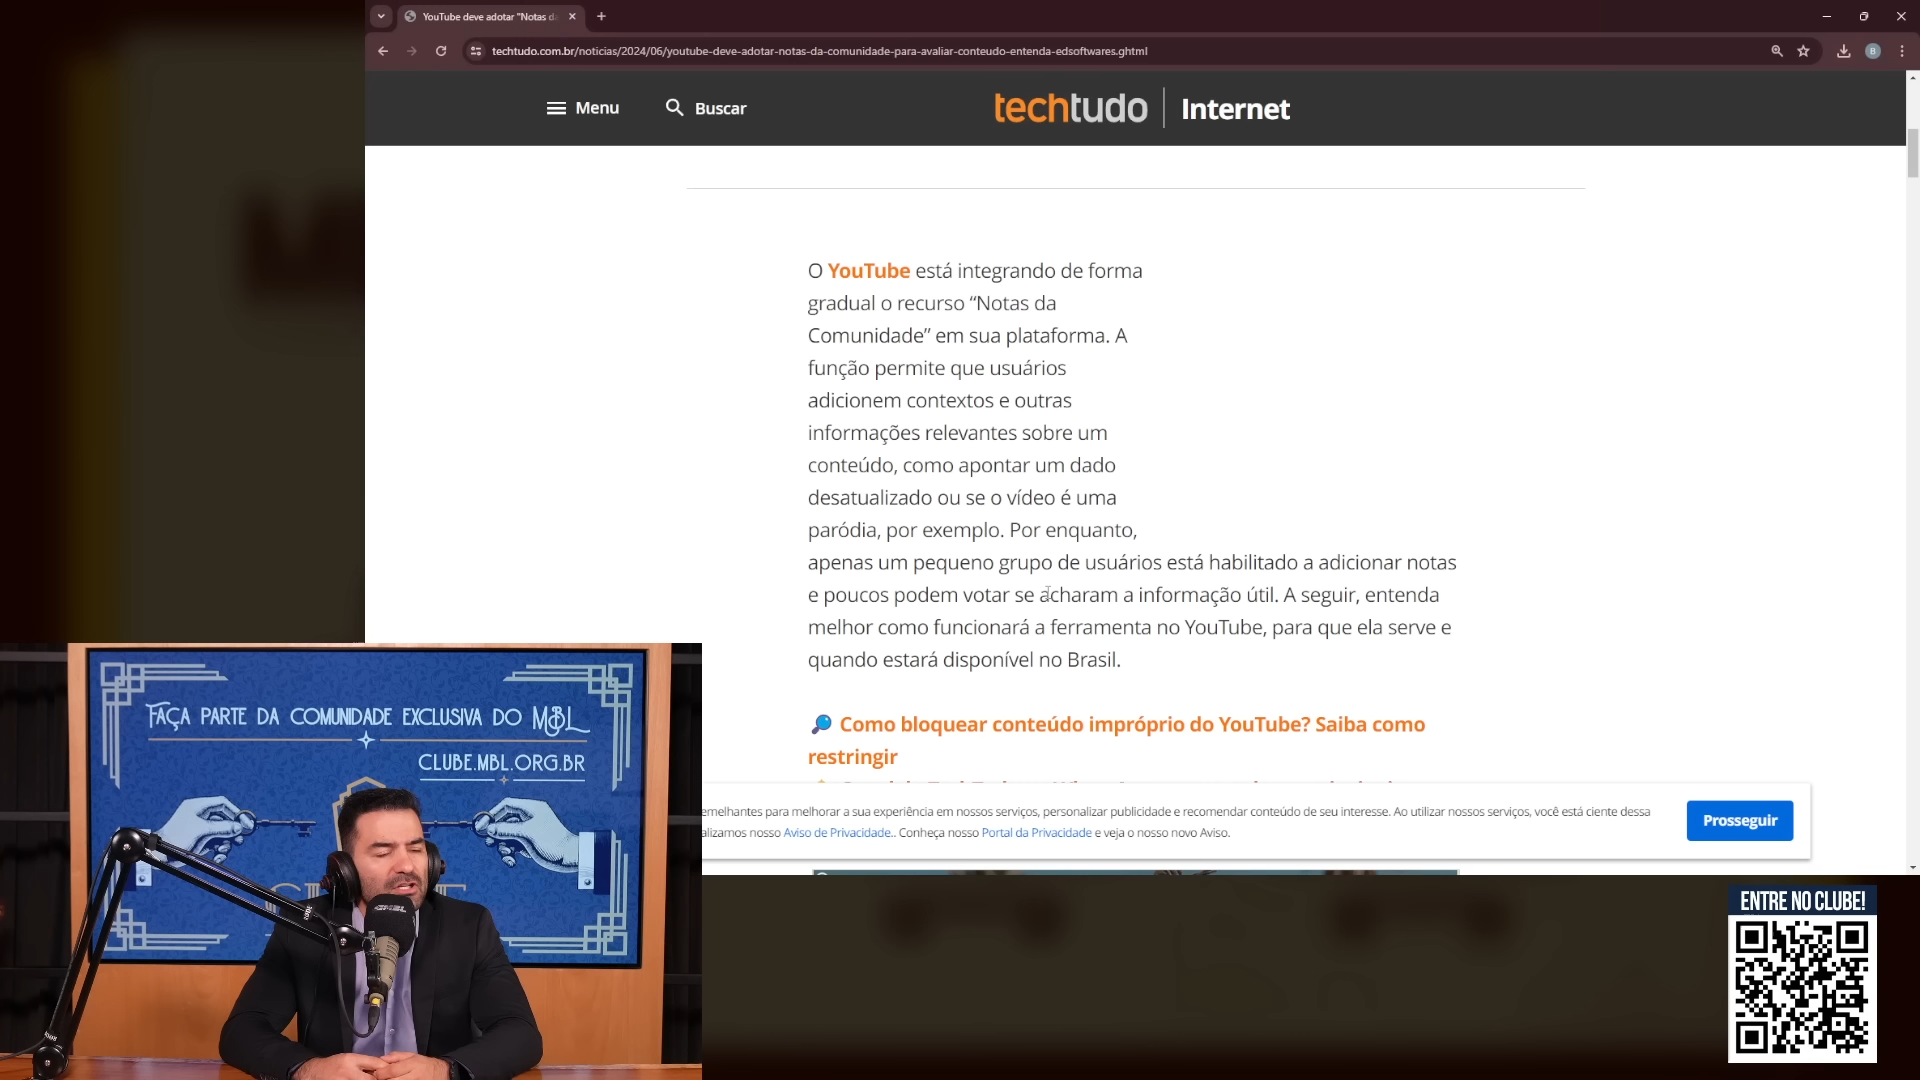 YouTube deve adotar "Notas da
techtudo.com.br/noticias/2024/06/youtube-deve-adotar-notas-da-comunidade-para-avaliar-conteudo-entenda-edsoftwares.ghtml
B
Menu
Buscar
techtudo
Internet
O YouTube está integrando de forma
gradual o recurso “Notas da
Comunidade” em sua plataforma. A
função permite que usuários
adicionem contextos e outras
informações relevantes sobre um
conteúdo, como apontar um dado
desatualizado ou se o vídeo é uma
paródia, por exemplo. Por enquanto,
apenas um pequeno grupo de usuários está habilitado a adicionar notas
e poucos podem votar se acharam a informação útil. A seguir, entenda
melhor como funcionará a ferramenta no YouTube, para que ela serve e
quando estará disponível no Brasil.
Como bloquear conteúdo impróprio do YouTube? Saiba como
restringir
emelhantes para melhorar a sua experiência em nossos serviços, personalizar publicidade e recomendar conteúdo de seu interesse. Ao utilizar nossos serviços, você está ciente dessa
alizamos nosso Aviso de Privacidade.. Conheça nosso Portal da Privacidade e veja o nosso novo Aviso.
Prosseguir
FAÇA PARTE DA COMUNIDADE EXCLUSIVA DO MBL
CLUBE.MBL.ORG.BR
MBL
ENTRE NO CLUBE!